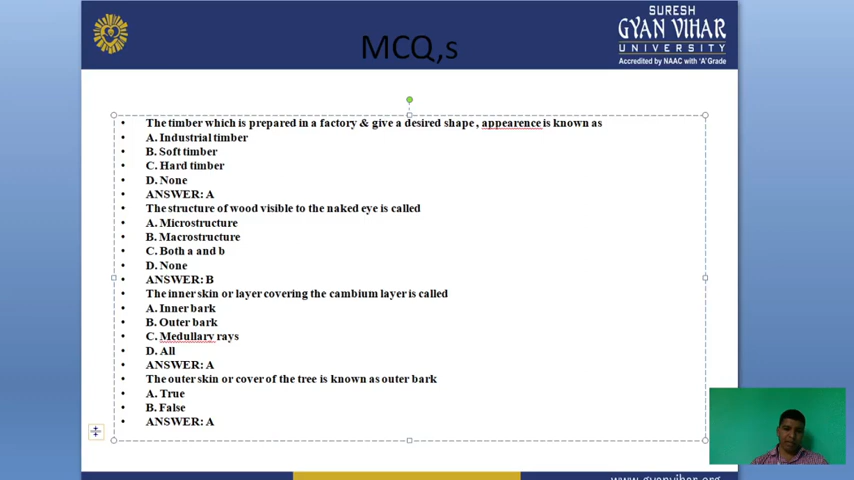 SURESH
GYAN VIHAR
UNIVERSITY
Accredited by NAAC with 'A' Grade
MCQ,s
• The timber which is prepared in a factory & give a desired shape , appearence is known as
• A. Industrial timber
• B. Soft timber
• C. Hard timber
• D. None
• ANSWER: A
• The structure of wood visible to the naked eye is called
• A. Microstructure
• B. Macrostructure
• C. Both a and b
• D. None
• ANSWER: B
• The inner skin or layer covering the cambium layer is called
• A. Inner bark
• B. Outer bark
• C. Medullary rays
• D. All
• ANSWER: A
• The outer skin or cover of the tree is known as outer bark
• A. True
• B. False
• ANSWER: A
www.gyanvihar.org